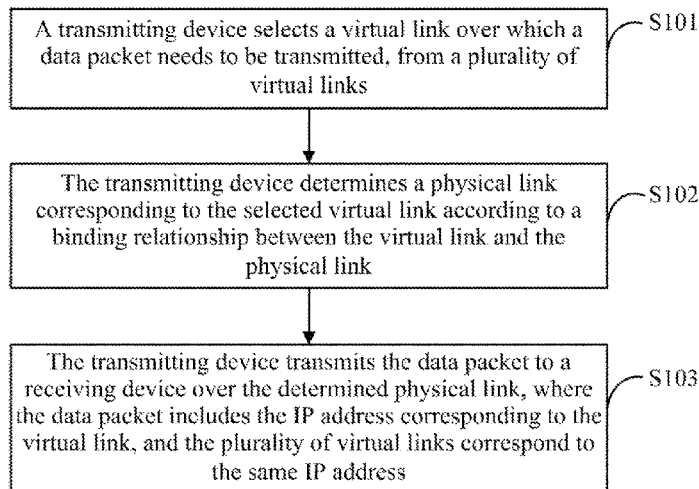 A transmitting device selects a virtual link over which a
data packet needs to be transmitted, from a plurality of
virtual links
S101
The transmitting device determines a physical link
corresponding to the selected virtual link according to a
binding relationship between the virtual link and the
physical link
S102
The transmitting device transmits the data packet to a
receiving device over the determined physical link, where
the data packet includes the IP address corresponding to the
virtual link, and the plurality of virtual links correspond to
the same IP address
S103